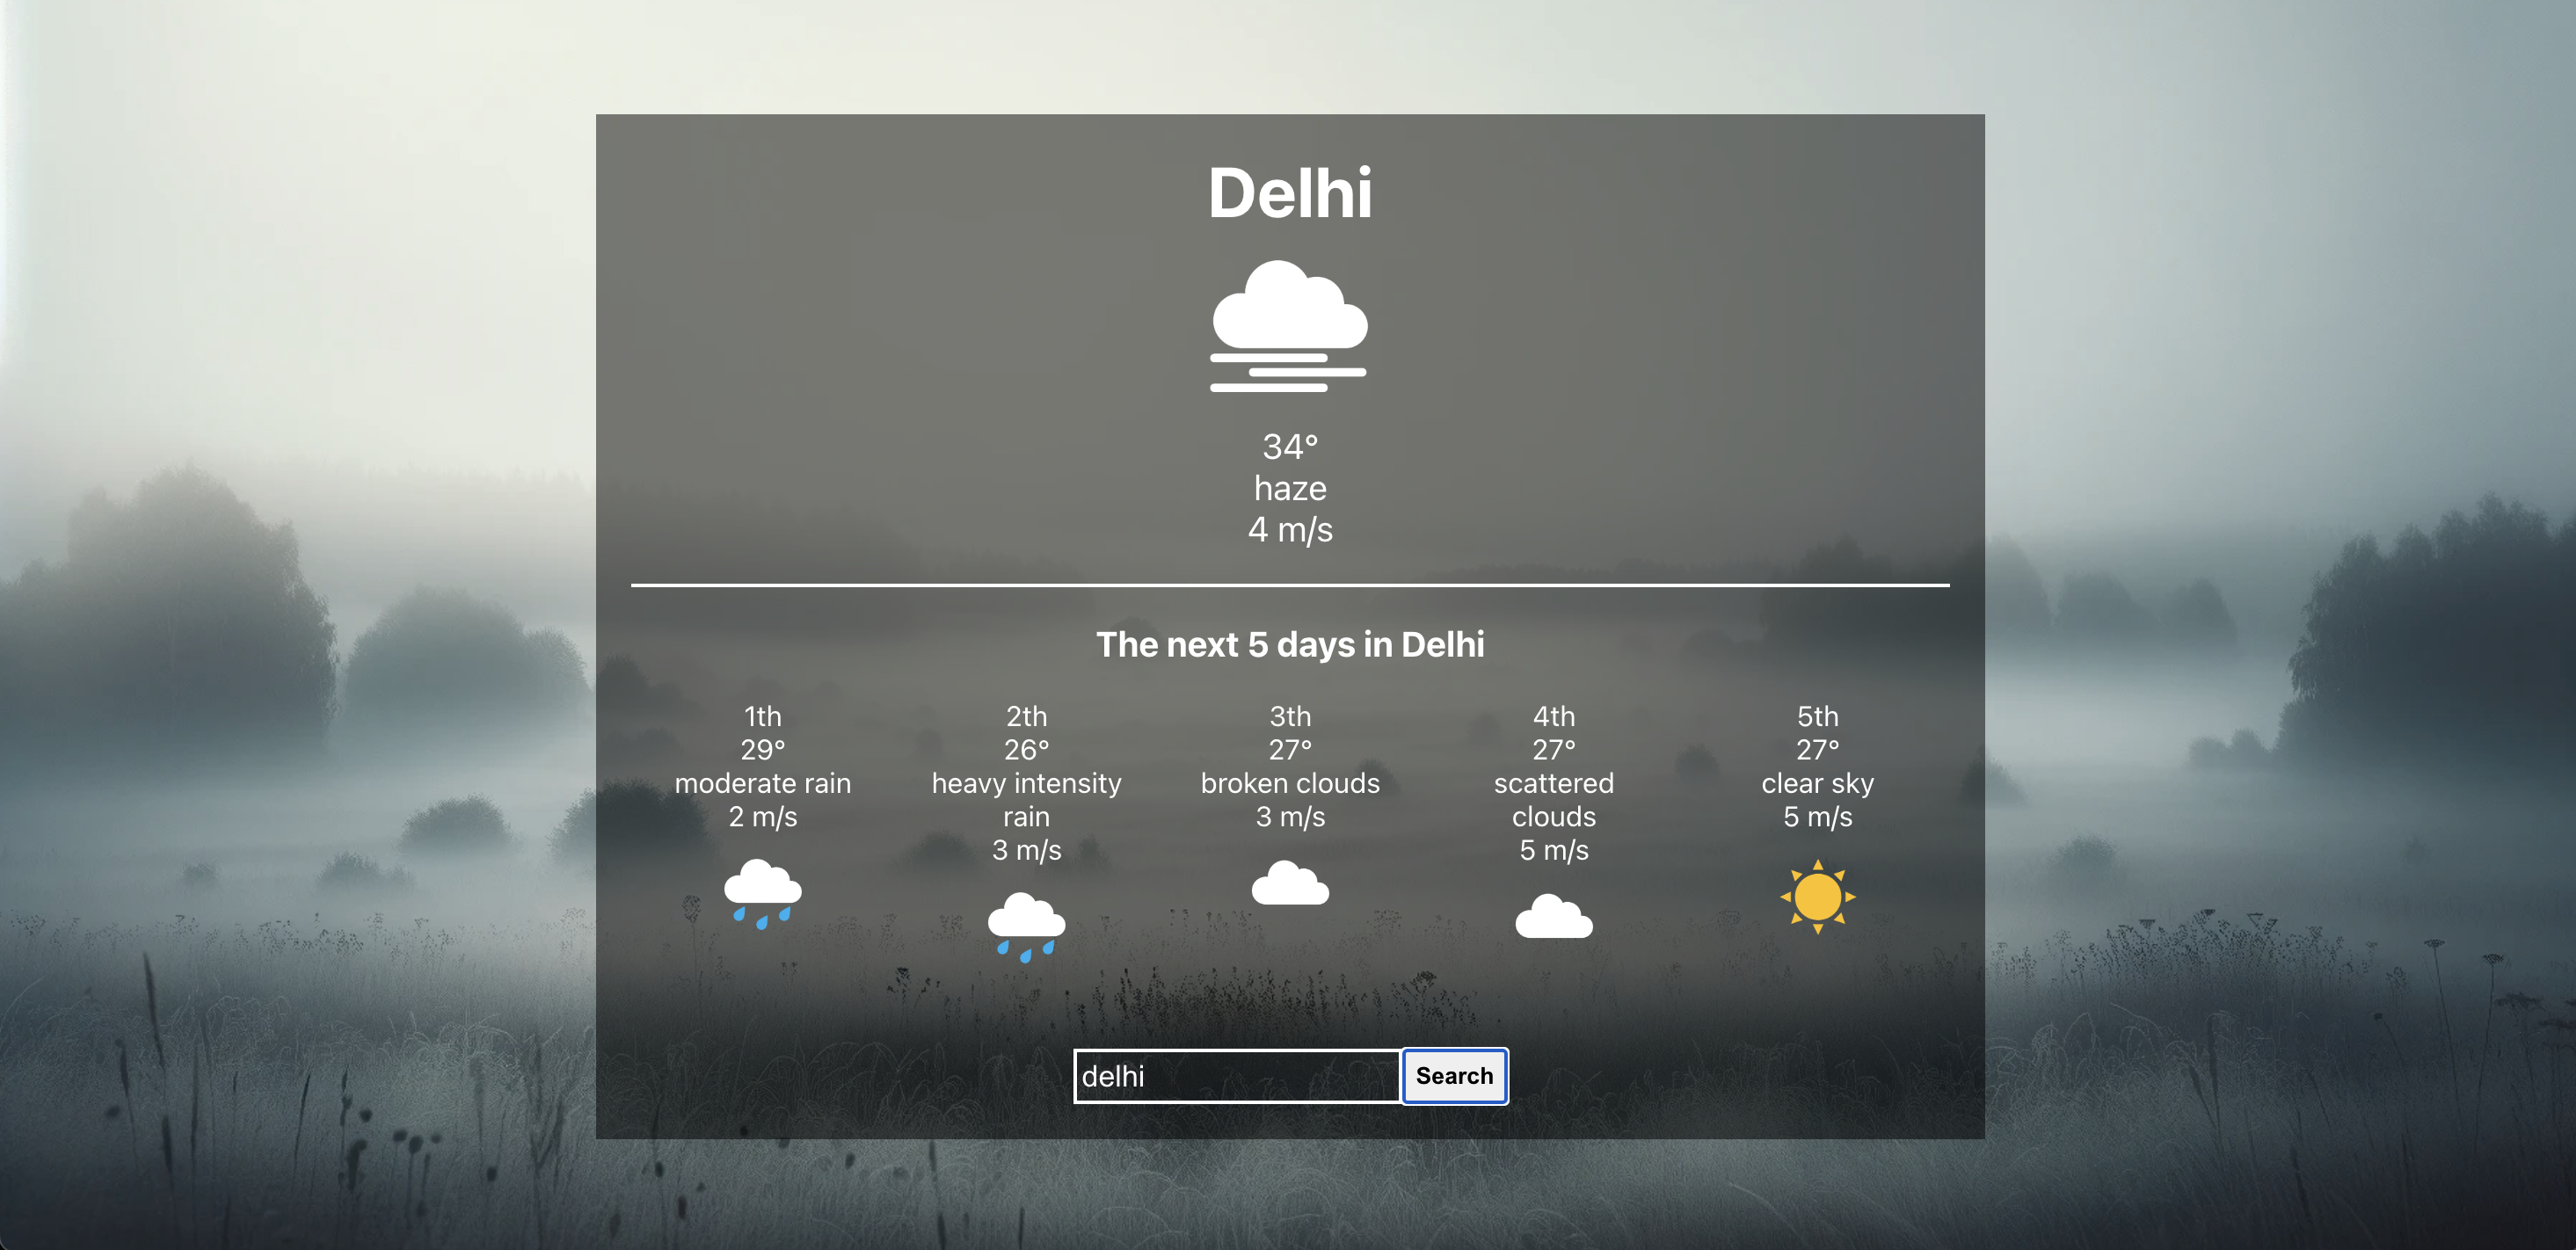 Delhi
34°
haze
4 m/s
The next 5 days in Delhi
1th
29°
moderate rain
2 m/s
2th
26°
heavy intensity
rain
3 m/s
3th
27°
broken clouds
3 m/s
4th
27°
scattered
clouds
5 m/s
5th
27°
clear sky
5 m/s
delhi
Search